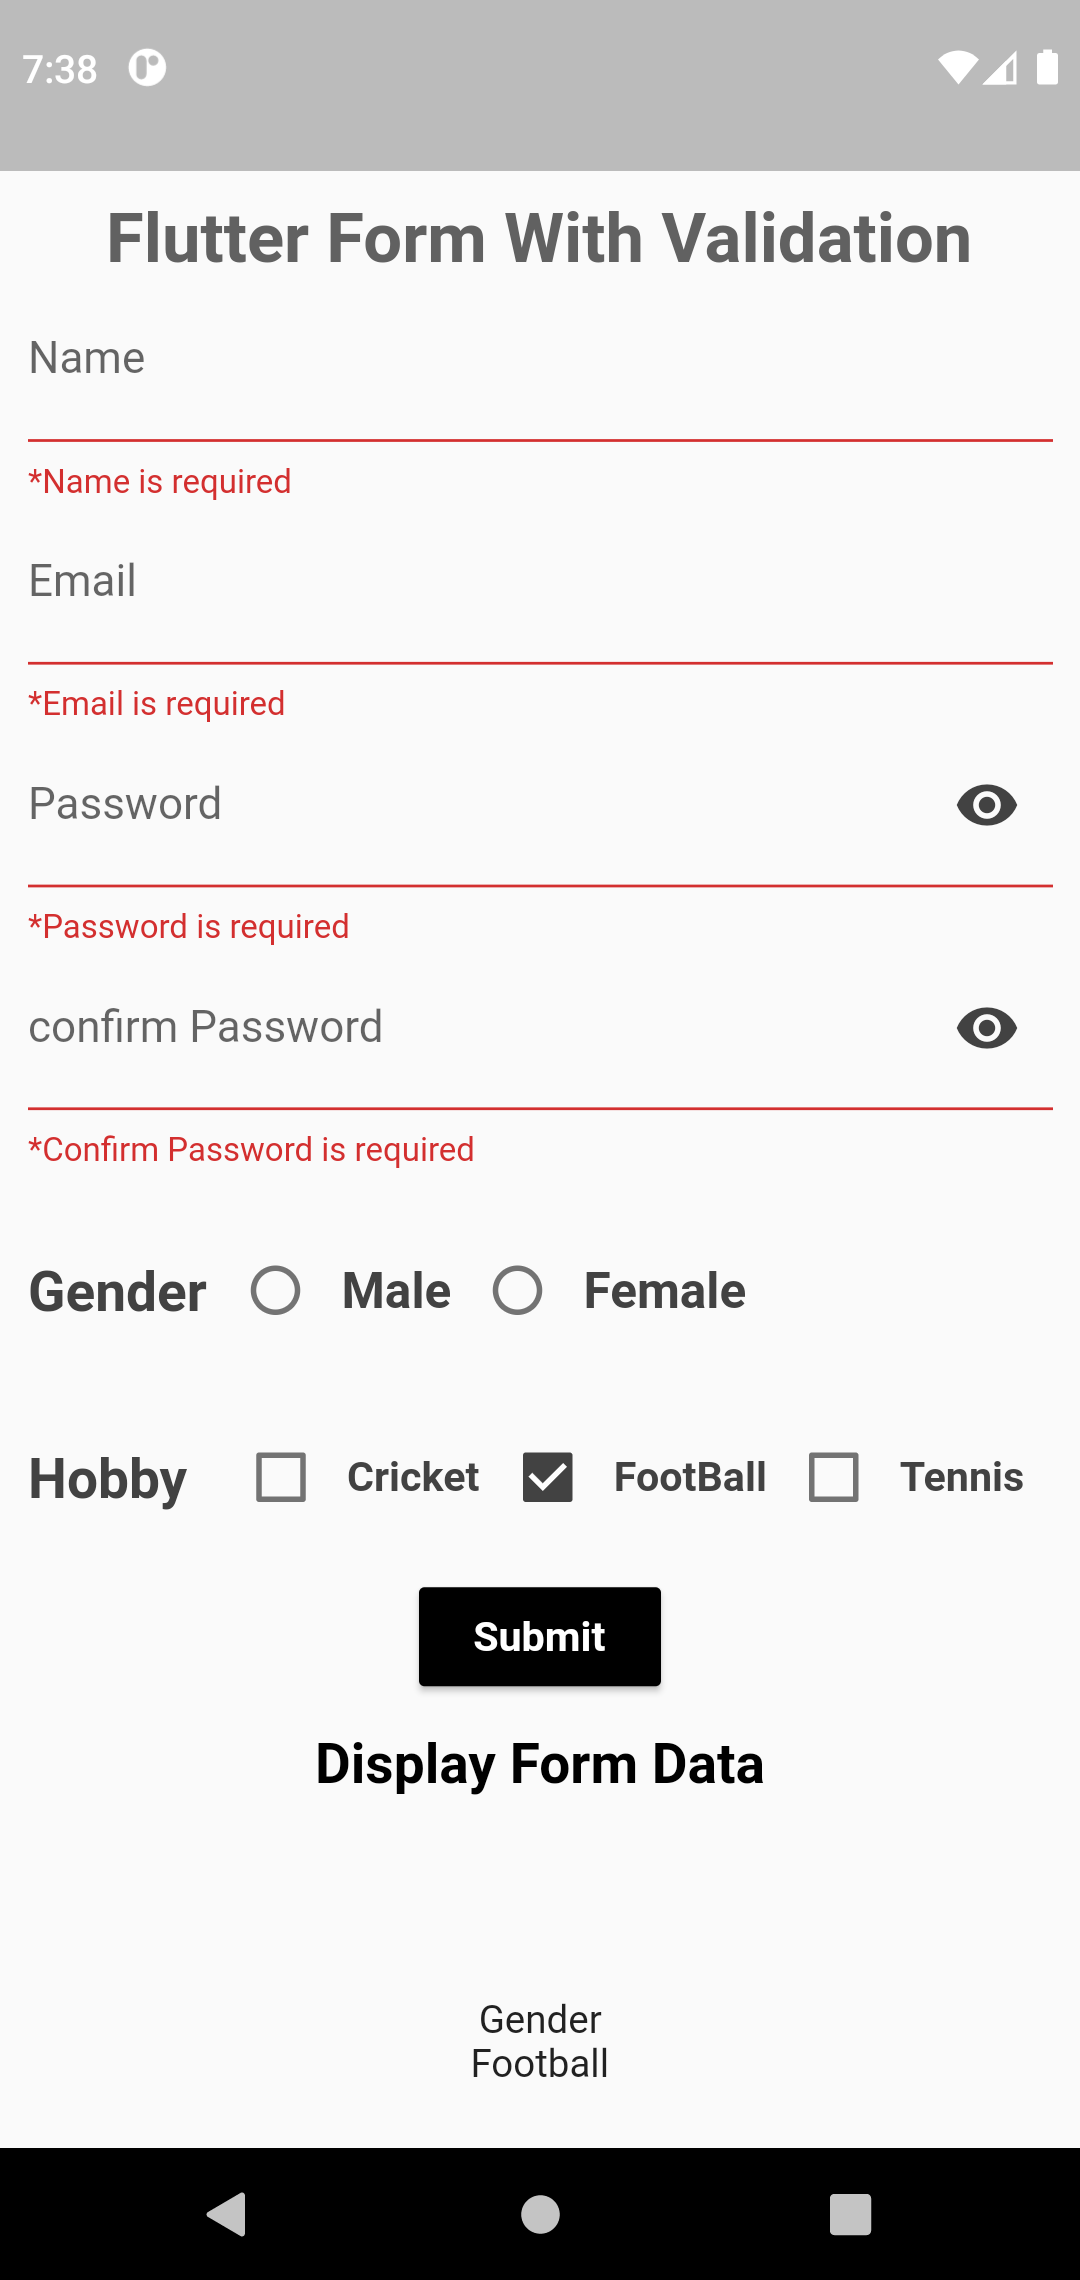 7:38
Flutter Form With Validation
Name
*Name is required
Email
*Email is required
Password
*Password is required
confirm Password
*Confirm Password is required
Gender Male Female
Hobby Cricket FootBall Tennis
Submit
Display Form Data
Gender
Football